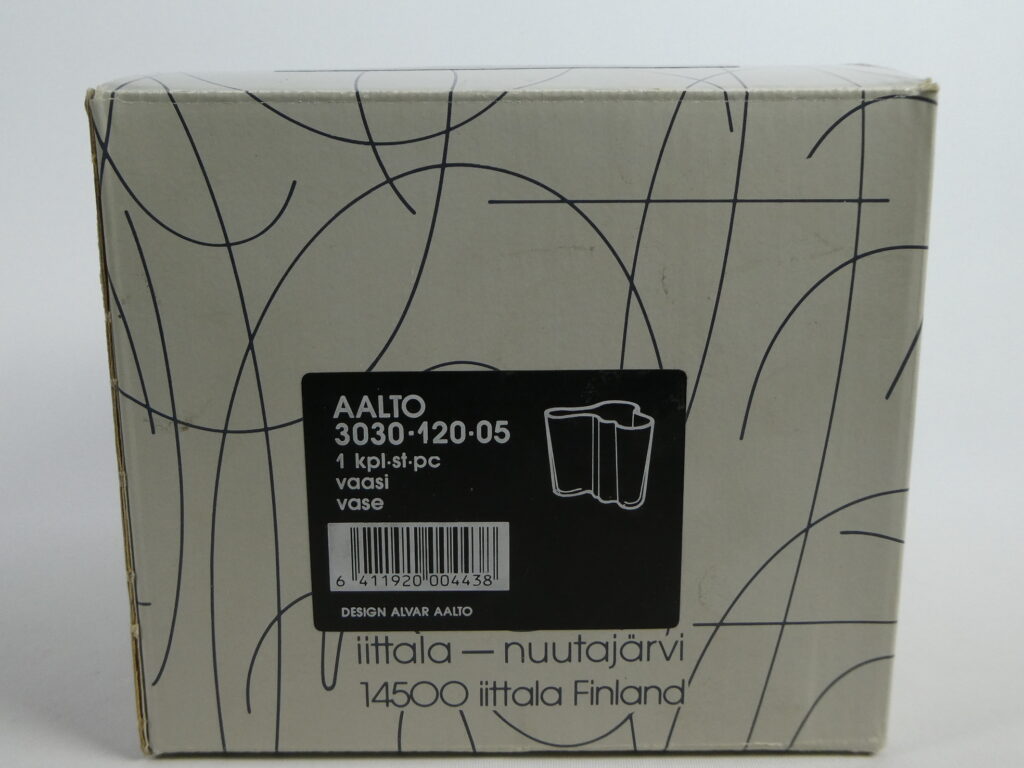 AALTO
3030·120·05
1 kpl·st·pc
vaasi
vase
6 411920 004438
DESIGN ALVAR AALTO
iittala — nuutajärvi
14500 iittala Finland